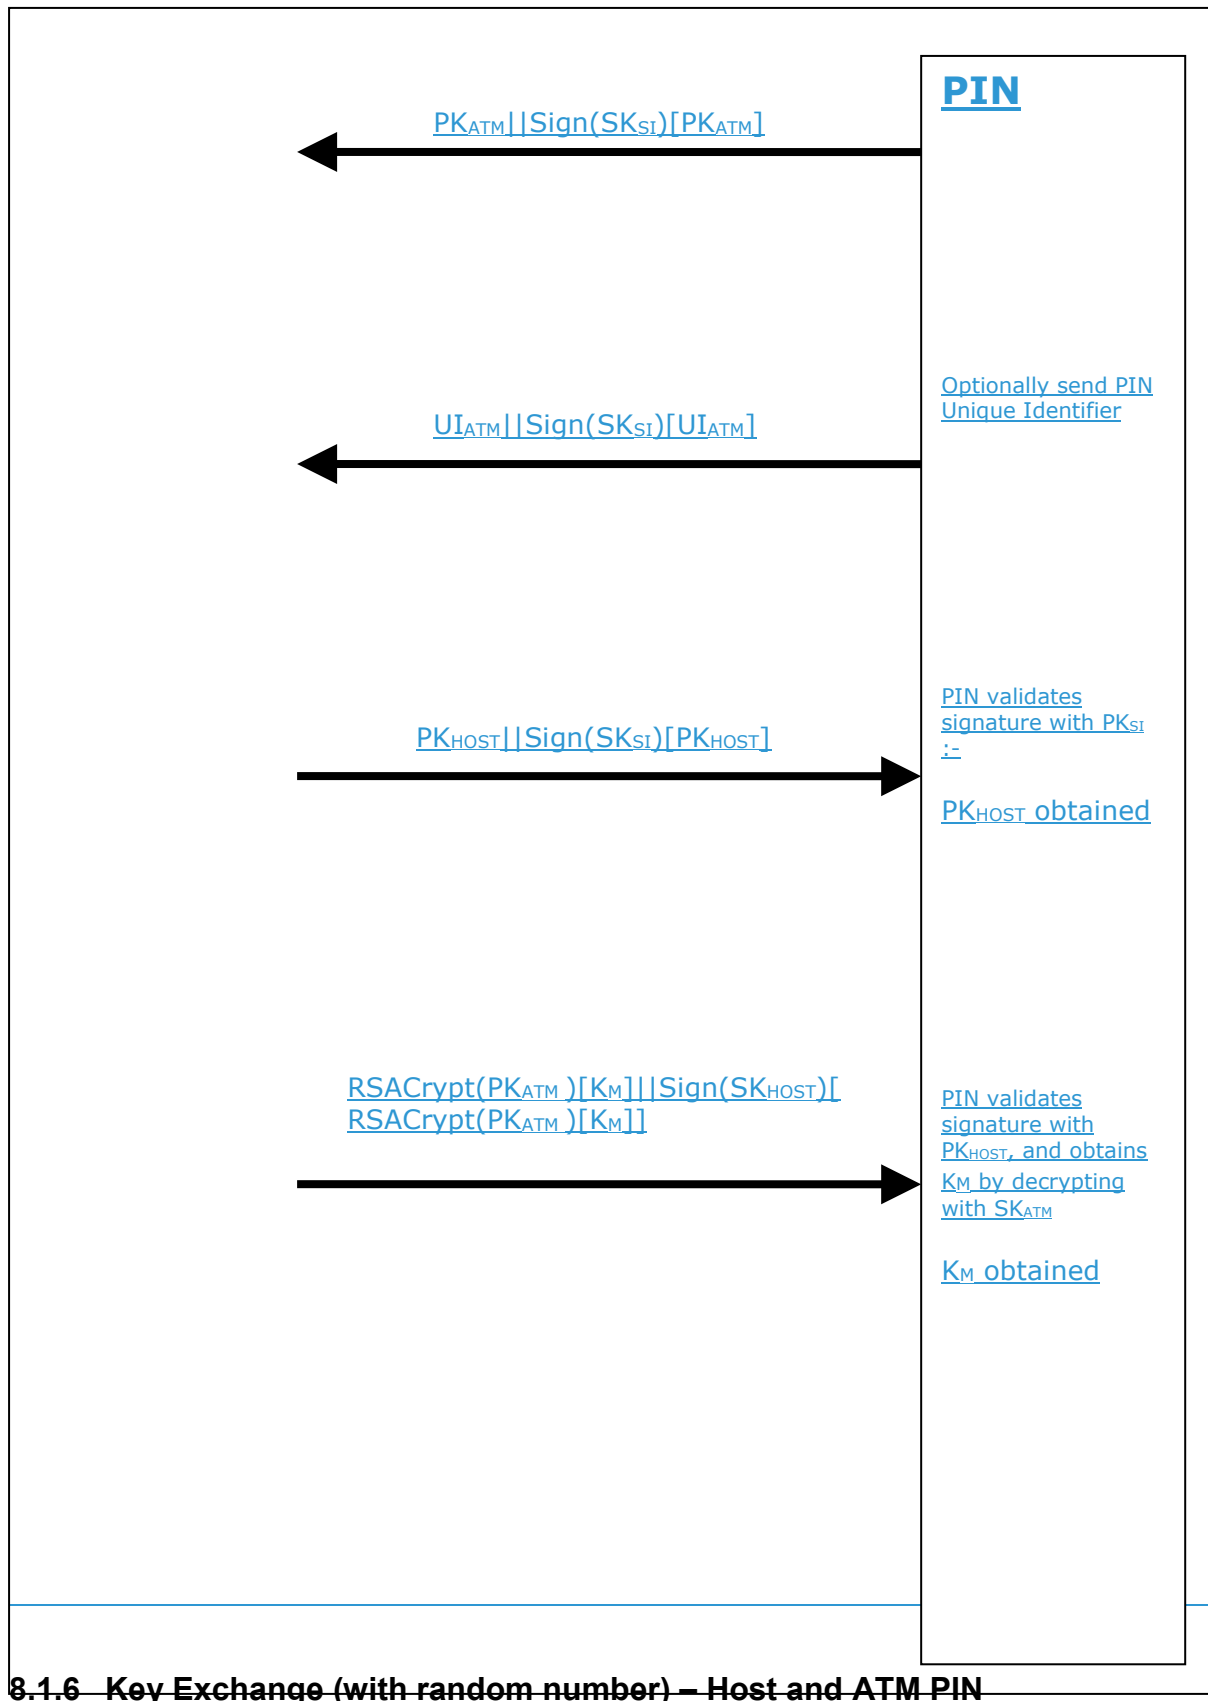 PIN
PKATM||Sign(SKSI)[PKATM]
Optionally send PIN
Unique Identifier
UIATM||Sign(SKSI)[UIATM]
PIN validates
signature with PKSI
:-
PKHOST||Sign(SKSI)[PKHOST]
PKHOST obtained
RSACrypt(PKATM )[KM]||Sign(SKHOST)[
RSACrypt(PKATM )[KM]]
PIN validates
signature with
PKHOST, and obtains
KM by decrypting
with SKATM
KM obtained
8.1.6 Key Exchange (with random number) – Host and ATM PIN